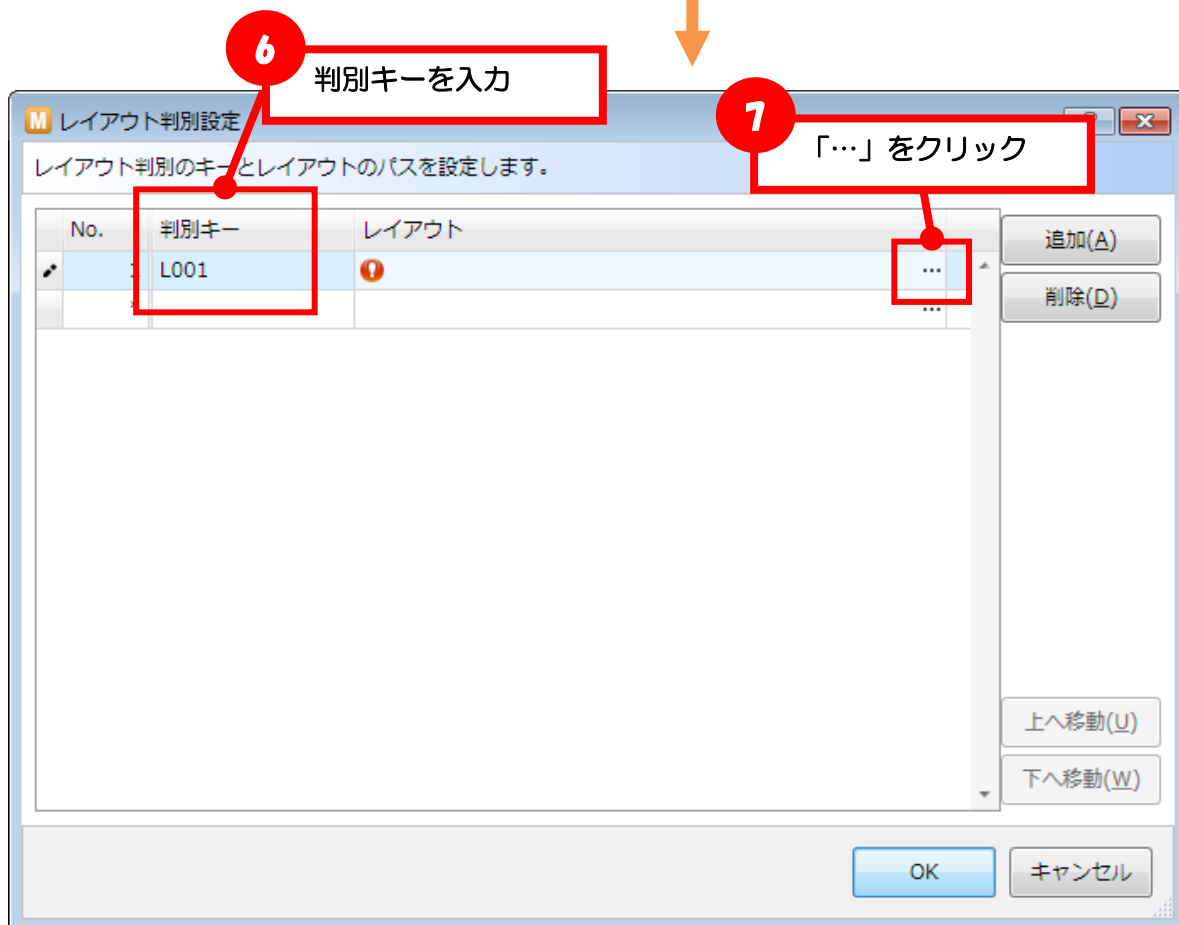 6
判別キーを入力
7
「…」をクリック
M レイアウト判別設定
レイアウト判別のキーとレイアウトのパスを設定します。
No. 判別キー レイアウト
1 L001 …
* …
追加(A)
削除(D)
上へ移動(U)
下へ移動(W)
OK キャンセル